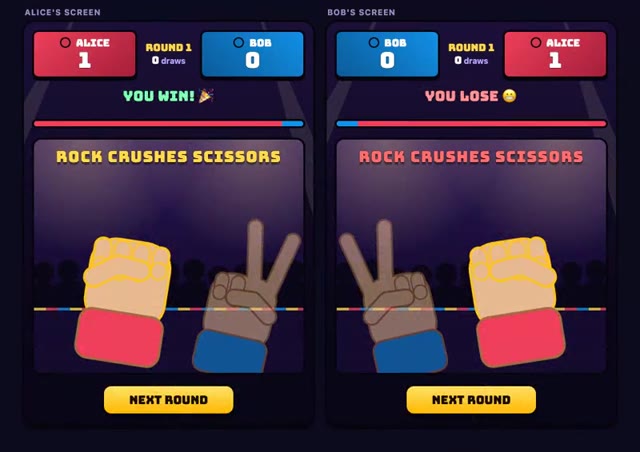 ALICE'S SCREEN
ALICE
1
ROUND 1
0 draws
BOB
0
YOU WIN! 🎉
ROCK CRUSHES SCISSORS
NEXT ROUND
BOB'S SCREEN
BOB
0
ROUND 1
0 draws
ALICE
1
YOU LOSE 😬
ROCK CRUSHES SCISSORS
NEXT ROUND